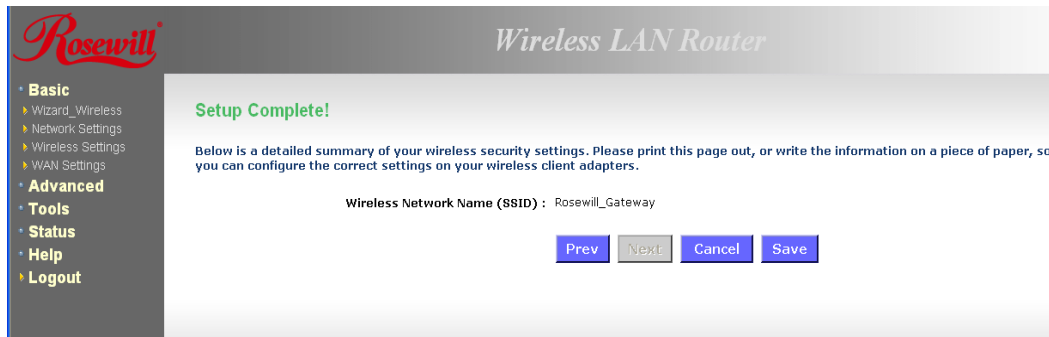 Rosewill
Wireless LAN Router
Basic
Wizard_Wireless
Network Settings
Wireless Settings
WAN Settings
Advanced
Tools
Status
Help
Logout
Setup Complete!
Below is a detailed summary of your wireless security settings. Please print this page out, or write the information on a piece of paper, so
you can configure the correct settings on your wireless client adapters.
Wireless Network Name (SSID) : Rosewill_Gateway
Prev Next Cancel Save